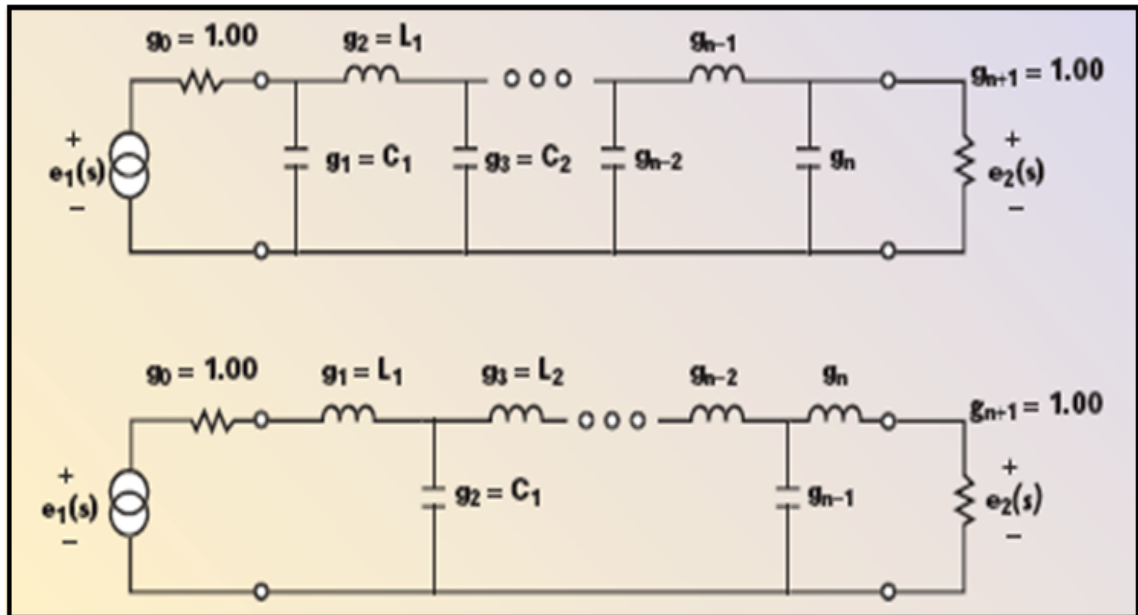 g₀ = 1.00
g₂ = L₁
gₙ₋₁
gₙ₊₁ = 1.00
+
e₁(s)
−
g₁ = C₁
g₃ = C₂
gₙ₋₂
gₙ
+
e₂(s)
−
g₀ = 1.00
g₁ = L₁
g₃ = L₂
gₙ₋₂
gₙ
gₙ₊₁ = 1.00
+
e₁(s)
−
g₂ = C₁
gₙ₋₁
+
e₂(s)
−